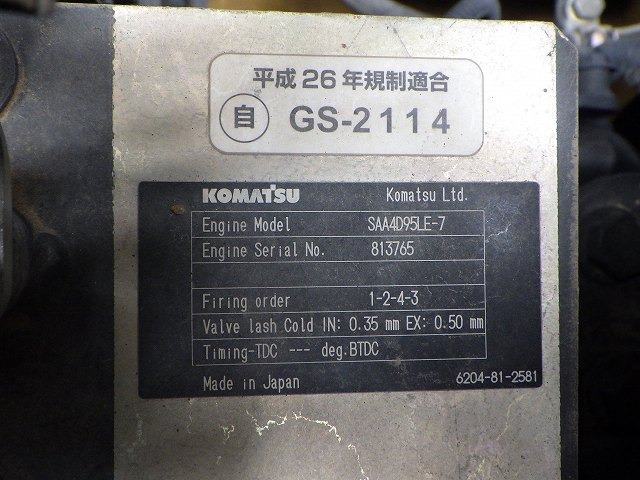 平成26年規制適合
自 GS-2114
KOMATSU Komatsu Ltd.
Engine Model SAA4D95LE-7
Engine Serial No. 813765
Firing order 1-2-4-3
Valve lash Cold IN: 0.35 mm EX: 0.50 mm
Timing-TDC --- deg.BTDC
Made in Japan 6204-81-2581